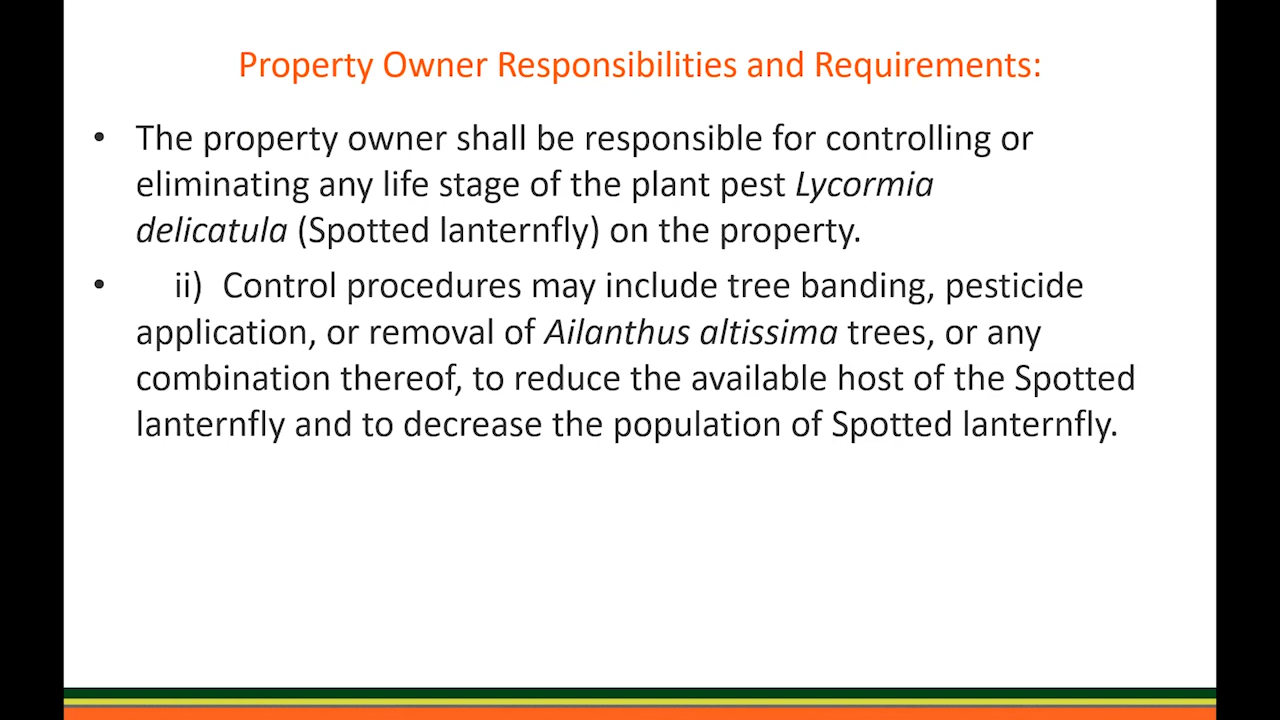 Property Owner Responsibilities and Requirements:
• The property owner shall be responsible for controlling or
eliminating any life stage of the plant pest Lycormia
delicatula (Spotted lanternfly) on the property.
• ii) Control procedures may include tree banding, pesticide
application, or removal of Ailanthus altissima trees, or any
combination thereof, to reduce the available host of the Spotted
lanternfly and to decrease the population of Spotted lanternfly.